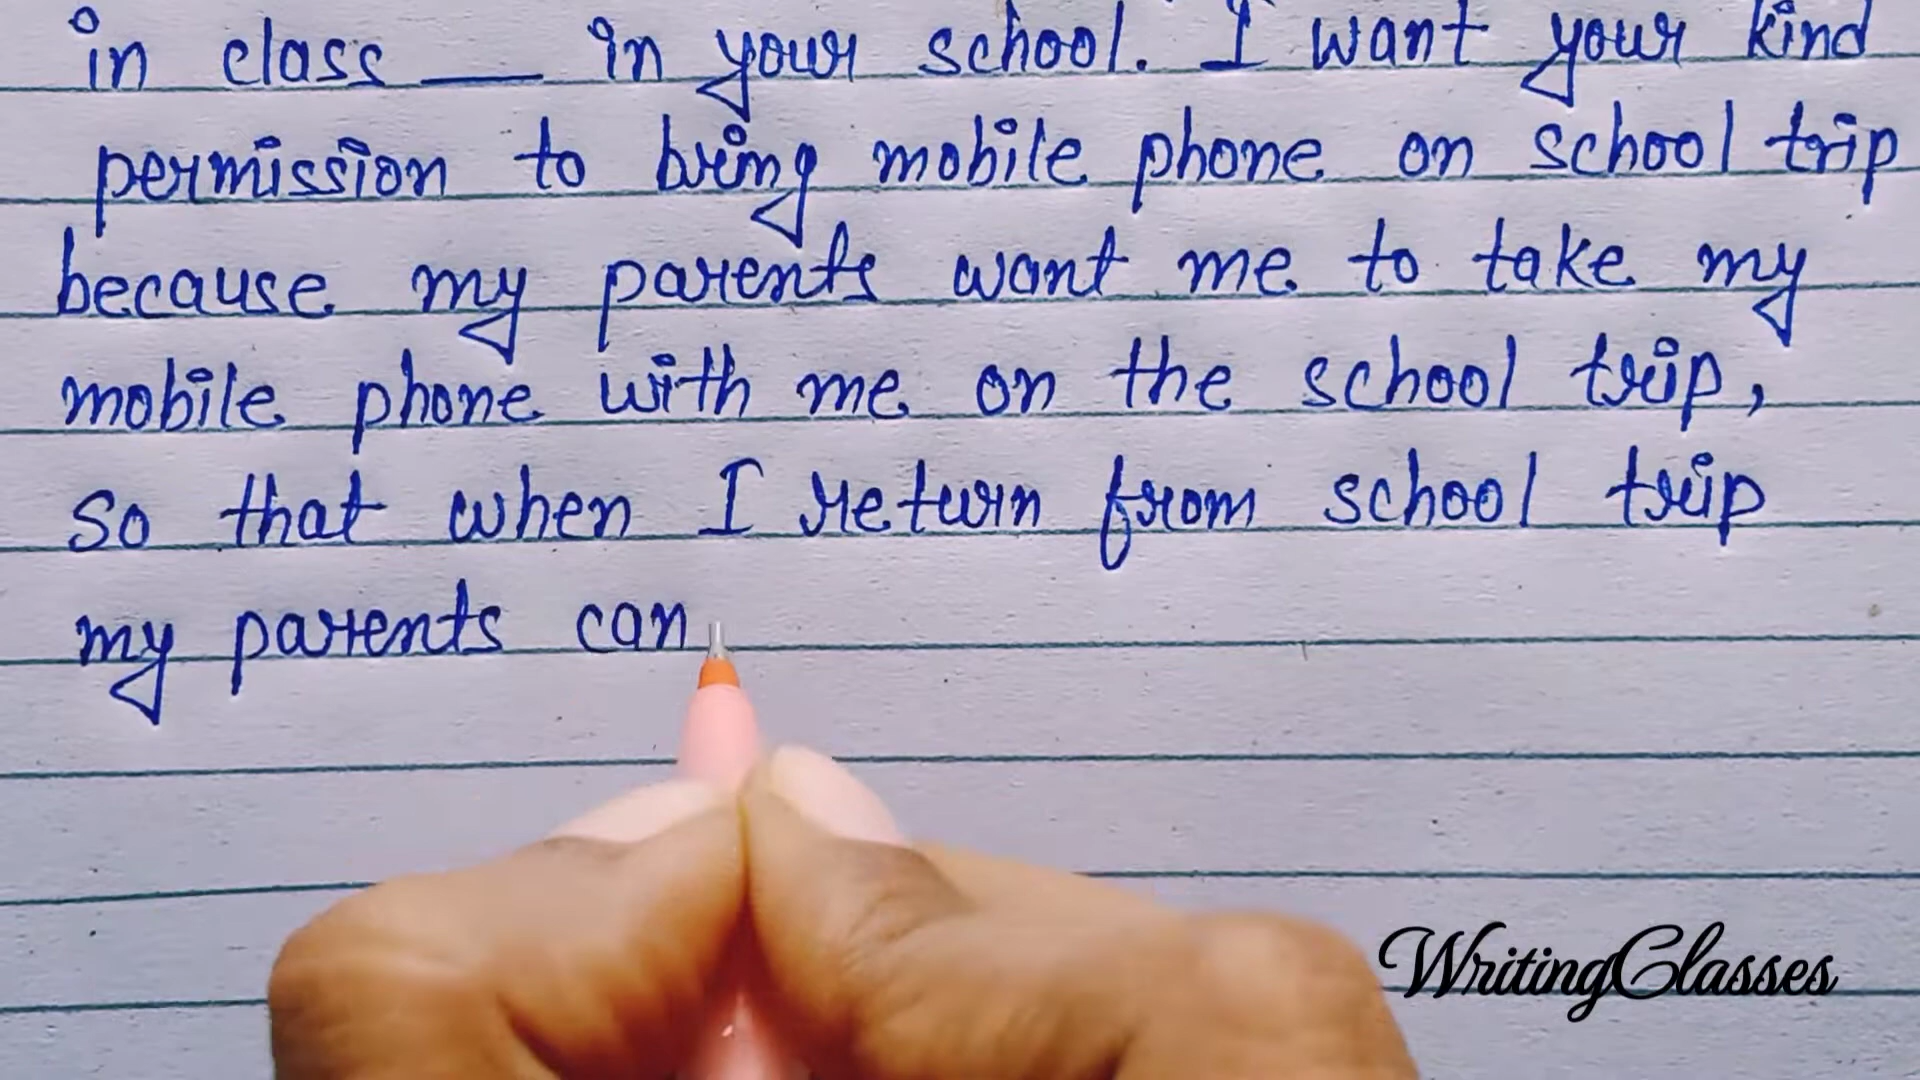 in class ___ in your school. I want your kind
permission to bring mobile phone on school trip
because my parents want me to take my
mobile phone with me on the school trip,
so that when I return from school trip
my parents can
WritingClasses